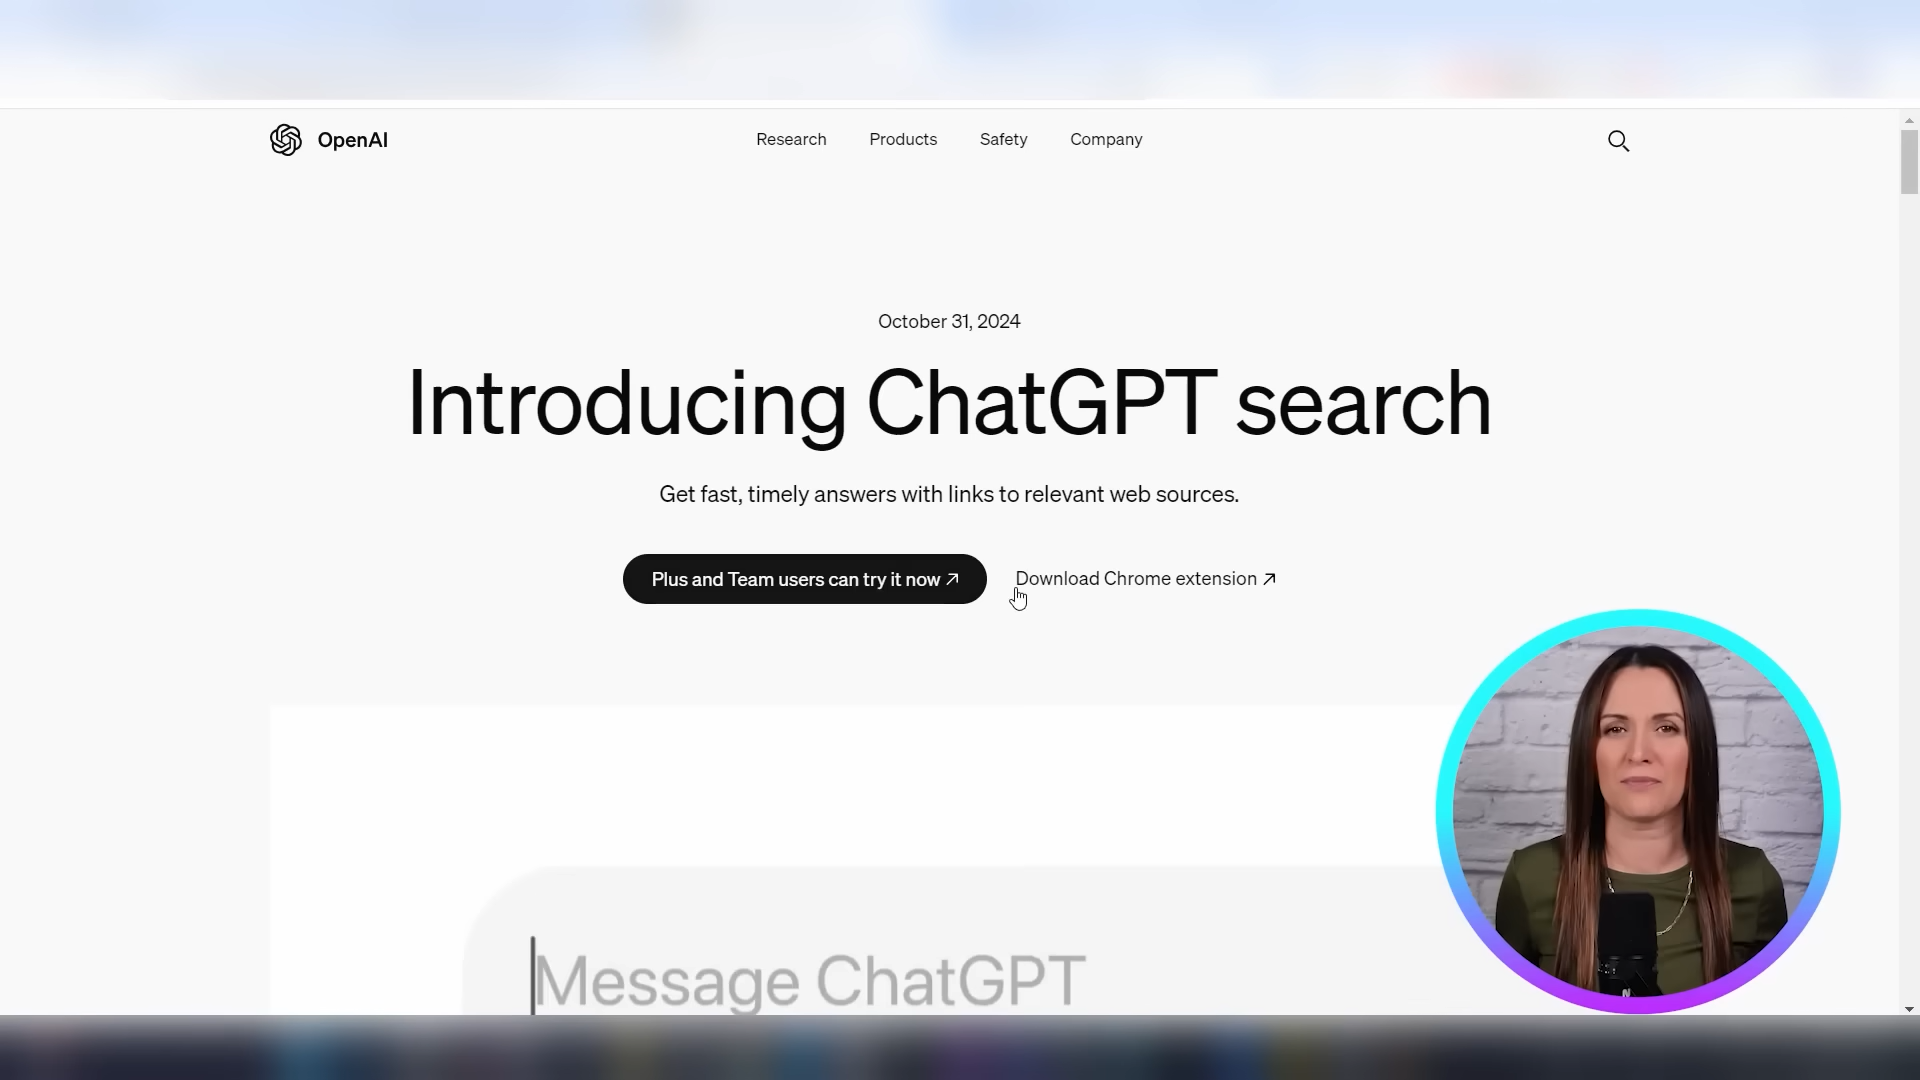 OpenAI
Research Products Safety Company
October 31, 2024
Introducing ChatGPT search
Get fast, timely answers with links to relevant web sources.
Plus and Team users can try it now ↗ Download Chrome extension ↗
Message ChatGPT